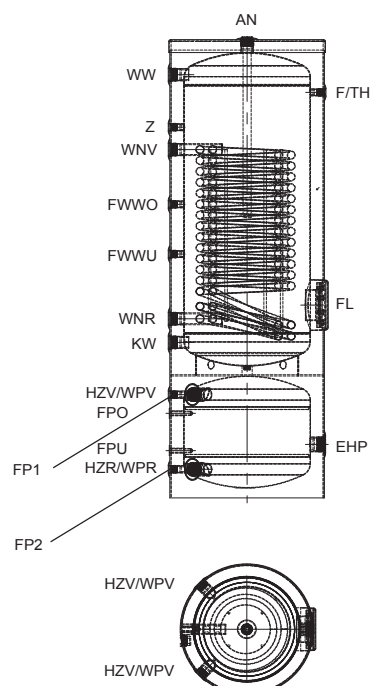 AN
WW
F/TH
Z
WNV
FWWO
FWWU
FL
WNR
KW
HZV/WPV
FPO
FPU
EHP
FP1
HZR/WPR
FP2
HZV/WPV
HZV/WPV